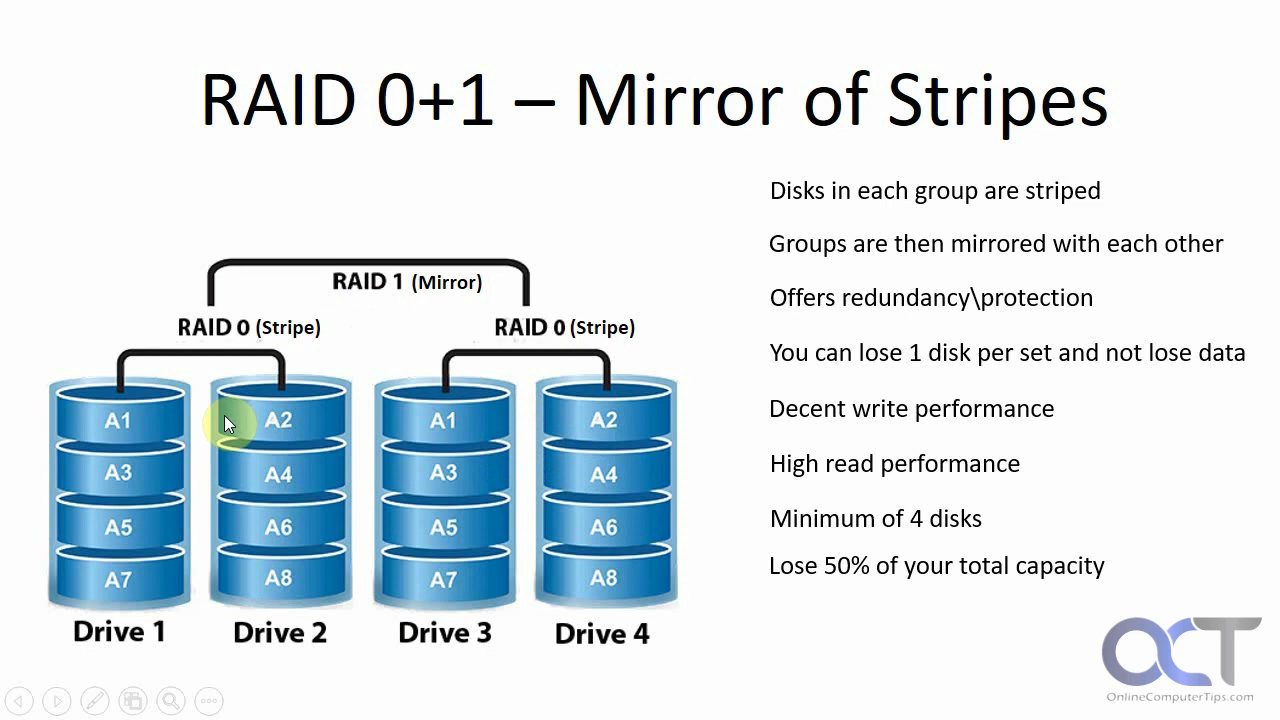 RAID 0+1 – Mirror of Stripes
Disks in each group are striped
Groups are then mirrored with each other
Offers redundancy\protection
You can lose 1 disk per set and not lose data
Decent write performance
High read performance
Minimum of 4 disks
Lose 50% of your total capacity
RAID 1 (Mirror)
RAID 0 (Stripe)
RAID 0 (Stripe)
A1 A2 A1 A2
A3 A4 A3 A4
A5 A6 A5 A6
A7 A8 A7 A8
Drive 1 Drive 2 Drive 3 Drive 4
OCT
OnlineComputerTips.com